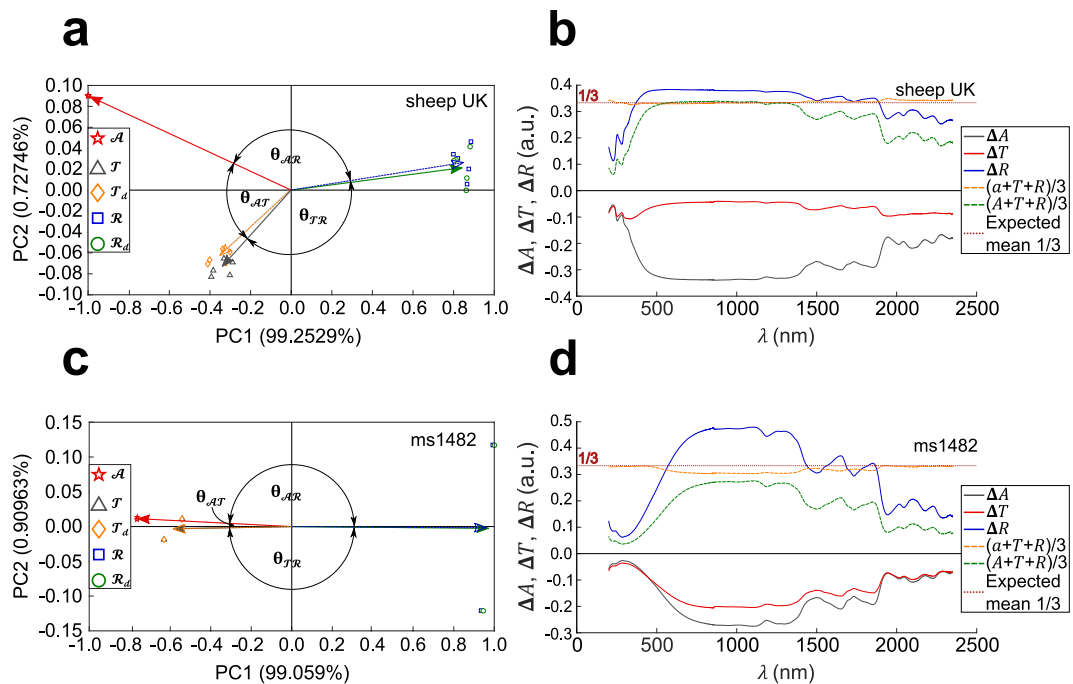 a
PC2 (0.72746%)
0.10
0.08
0.06
0.04
0.02
0.00
-0.02
-0.04
-0.06
-0.08
-0.10
sheep UK
𝒜
𝒯
𝒯d
ℛ
ℛd
θ𝒜ℛ
θ𝒜𝒯
θ𝒯ℛ
-1.0 -0.8 -0.6 -0.4 -0.2 0.0 0.2 0.4 0.6 0.8 1.0
PC1 (99.2529%)
b
ΔA, ΔT, ΔR (a.u.)
0.4
0.3
0.2
0.1
0.0
-0.1
-0.2
-0.3
-0.4
1/3
sheep UK
ΔA
ΔT
ΔR
(a+T+R)/3
(A+T+R)/3
Expected
mean 1/3
0 500 1000 1500 2000 2500
λ (nm)
c
PC2 (0.90963%)
0.15
0.10
0.05
0.00
-0.05
-0.10
-0.15
ms1482
𝒜
𝒯
𝒯d
ℛ
ℛd
θ𝒜𝒯
θ𝒜ℛ
θ𝒯ℛ
-1.0 -0.8 -0.6 -0.4 -0.2 0.0 0.2 0.4 0.6 0.8 1.0
PC1 (99.059%)
d
ΔA, ΔT, ΔR (a.u.)
0.5
0.4
0.3
0.2
0.1
0.0
-0.1
-0.2
-0.3
1/3
ms1482
ΔA
ΔT
ΔR
(a+T+R)/3
(A+T+R)/3
Expected
mean 1/3
0 500 1000 1500 2000 2500
λ (nm)